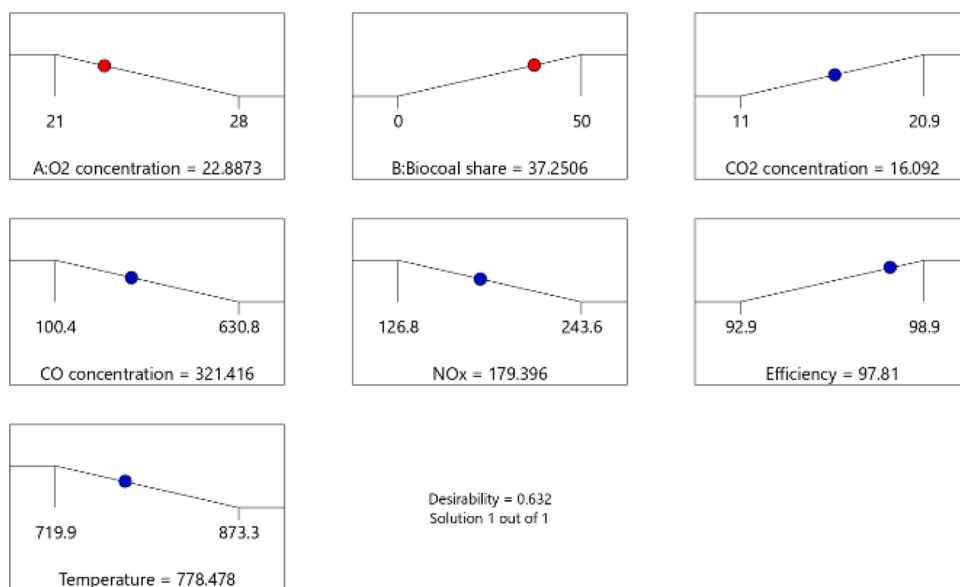 21 28
A:O2 concentration = 22.8873
0 50
B:Biocoal share = 37.2506
11 20.9
CO2 concentration = 16.092
100.4 630.8
CO concentration = 321.416
126.8 243.6
NOx = 179.396
92.9 98.9
Efficiency = 97.81
719.9 873.3
Temperature = 778.478
Desirability = 0.632
Solution 1 out of 1